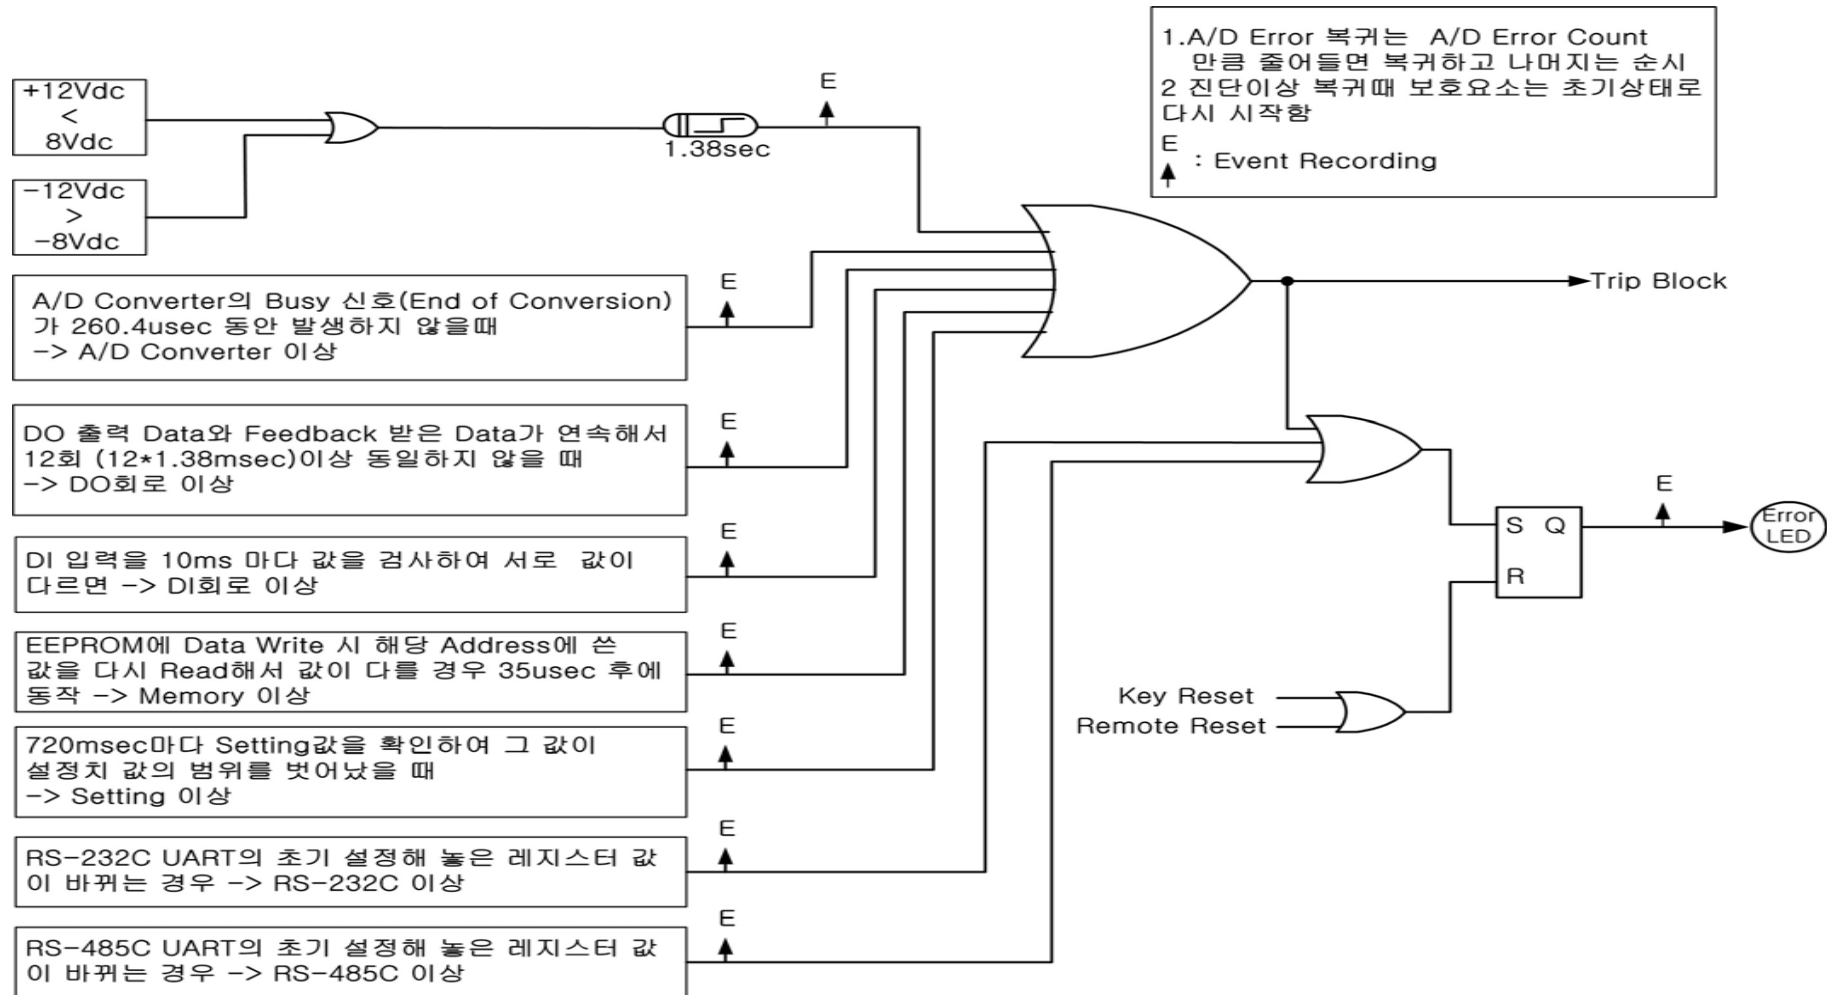 +12Vdc
<
8Vdc
-12Vdc
>
-8Vdc
E
1.38sec
1.A/D Error 복귀는 A/D Error Count
만큼 줄어들면 복귀하고 나머지는 순시
2 진단이상 복귀때 보호요소는 초기상태로
다시 시작함
E
: Event Recording
A/D Converter의 Busy 신호(End of Conversion)
가 260.4usec 동안 발생하지 않을때
-> A/D Converter 이상
E
Trip Block
DO 출력 Data와 Feedback 받은 Data가 연속해서
12회 (12*1.38msec)이상 동일하지 않을 때
-> DO회로 이상
E
DI 입력을 10ms 마다 값을 검사하여 서로 값이
다르면 -> DI회로 이상
E
S Q
R
E
Error
LED
EEPROM에 Data Write 시 해당 Address에 쓴
값을 다시 Read해서 값이 다를 경우 35usec 후에
동작 -> Memory 이상
E
Key Reset
Remote Reset
720msec마다 Setting값을 확인하여 그 값이
설정치 값의 범위를 벗어났을 때
-> Setting 이상
E
RS-232C UART의 초기 설정해 놓은 레지스터 값
이 바뀌는 경우 -> RS-232C 이상
E
RS-485C UART의 초기 설정해 놓은 레지스터 값
이 바뀌는 경우 -> RS-485C 이상
E